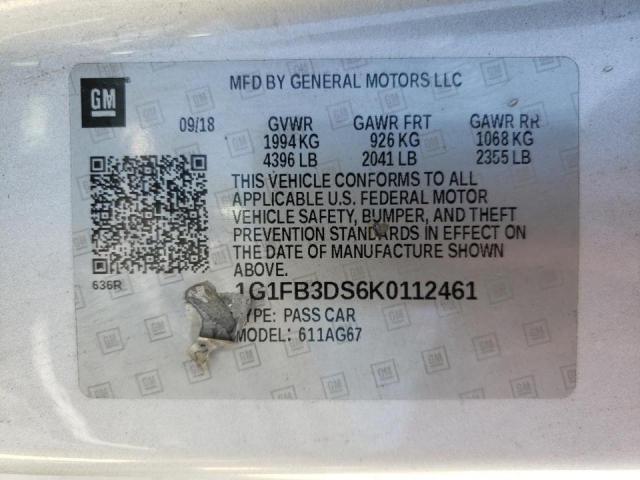 GM
MFD BY GENERAL MOTORS LLC
09/18 GVWR GAWR FRT GAWR RR
1994 KG 926 KG 1068 KG
4396 LB 2041 LB 2355 LB
THIS VEHICLE CONFORMS TO ALL
APPLICABLE U.S. FEDERAL MOTOR
VEHICLE SAFETY, BUMPER, AND THEFT
PREVENTION STANDARDS IN EFFECT ON
THE DATE OF MANUFACTURE SHOWN
ABOVE.
636R
1G1FB3DS6K0112461
YPE: PASS CAR
MODEL: 611AG67